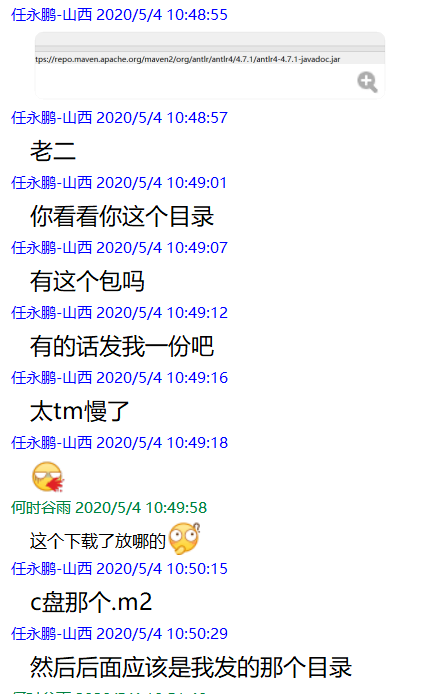 任永鹏-山西 2020/5/4 10:48:55
tps://repo.maven.apache.org/maven2/org/antlr/antlr4/4.7.1/antlr4-4.7.1-javadoc.jar
任永鹏-山西 2020/5/4 10:48:57
老二
任永鹏-山西 2020/5/4 10:49:01
你看看你这个目录
任永鹏-山西 2020/5/4 10:49:07
有这个包吗
任永鹏-山西 2020/5/4 10:49:12
有的话发我一份吧
任永鹏-山西 2020/5/4 10:49:16
太tm慢了
任永鹏-山西 2020/5/4 10:49:18
何时谷雨 2020/5/4 10:49:58
这个下载了放哪的
任永鹏-山西 2020/5/4 10:50:15
c盘那个.m2
任永鹏-山西 2020/5/4 10:50:29
然后后面应该是我发的那个目录